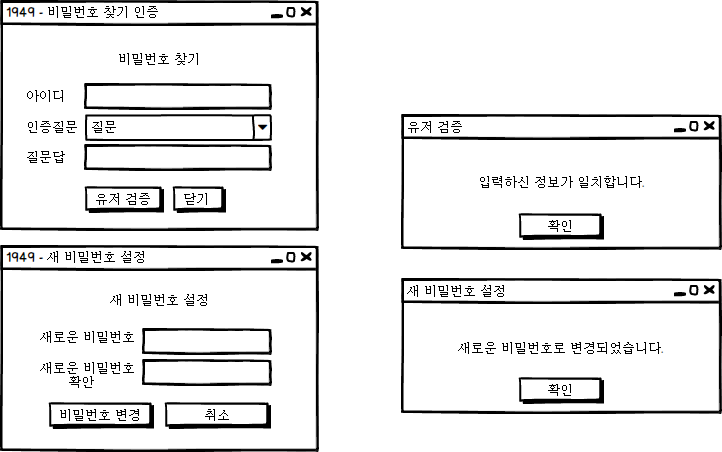 1949 - 비밀번호 찾기 인증
비밀번호 찾기
아이디
인증질문 질문
질문답
유저 검증 닫기
1949 - 새 비밀번호 설정
새 비밀번호 설정
새로운 비밀번호
새로운 비밀번호
확안
비밀번호 변경 취소
유저 검증
입력하신 정보가 일치합니다.
확인
새 비밀번호 설정
새로운 비밀번호로 변경되었습니다.
확인